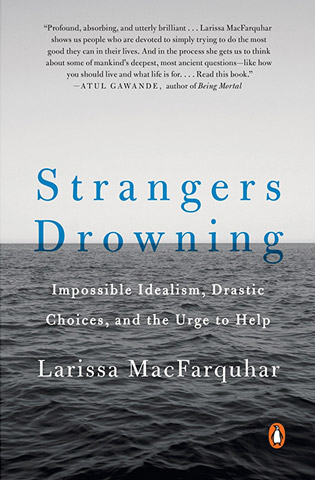 “Profound, absorbing, and utterly brilliant . . . Larissa MacFarquhar
shows us people who are devoted to simply trying to do the most
good they can in their lives. And in the process she gets us to think
about some of mankind’s deepest, most ancient questions—like how
you should live and what life is for. . . . Read this book.”
—ATUL GAWANDE, author of Being Mortal
Strangers
Drowning
Impossible Idealism, Drastic
Choices, and the Urge to Help
Larissa MacFarquhar